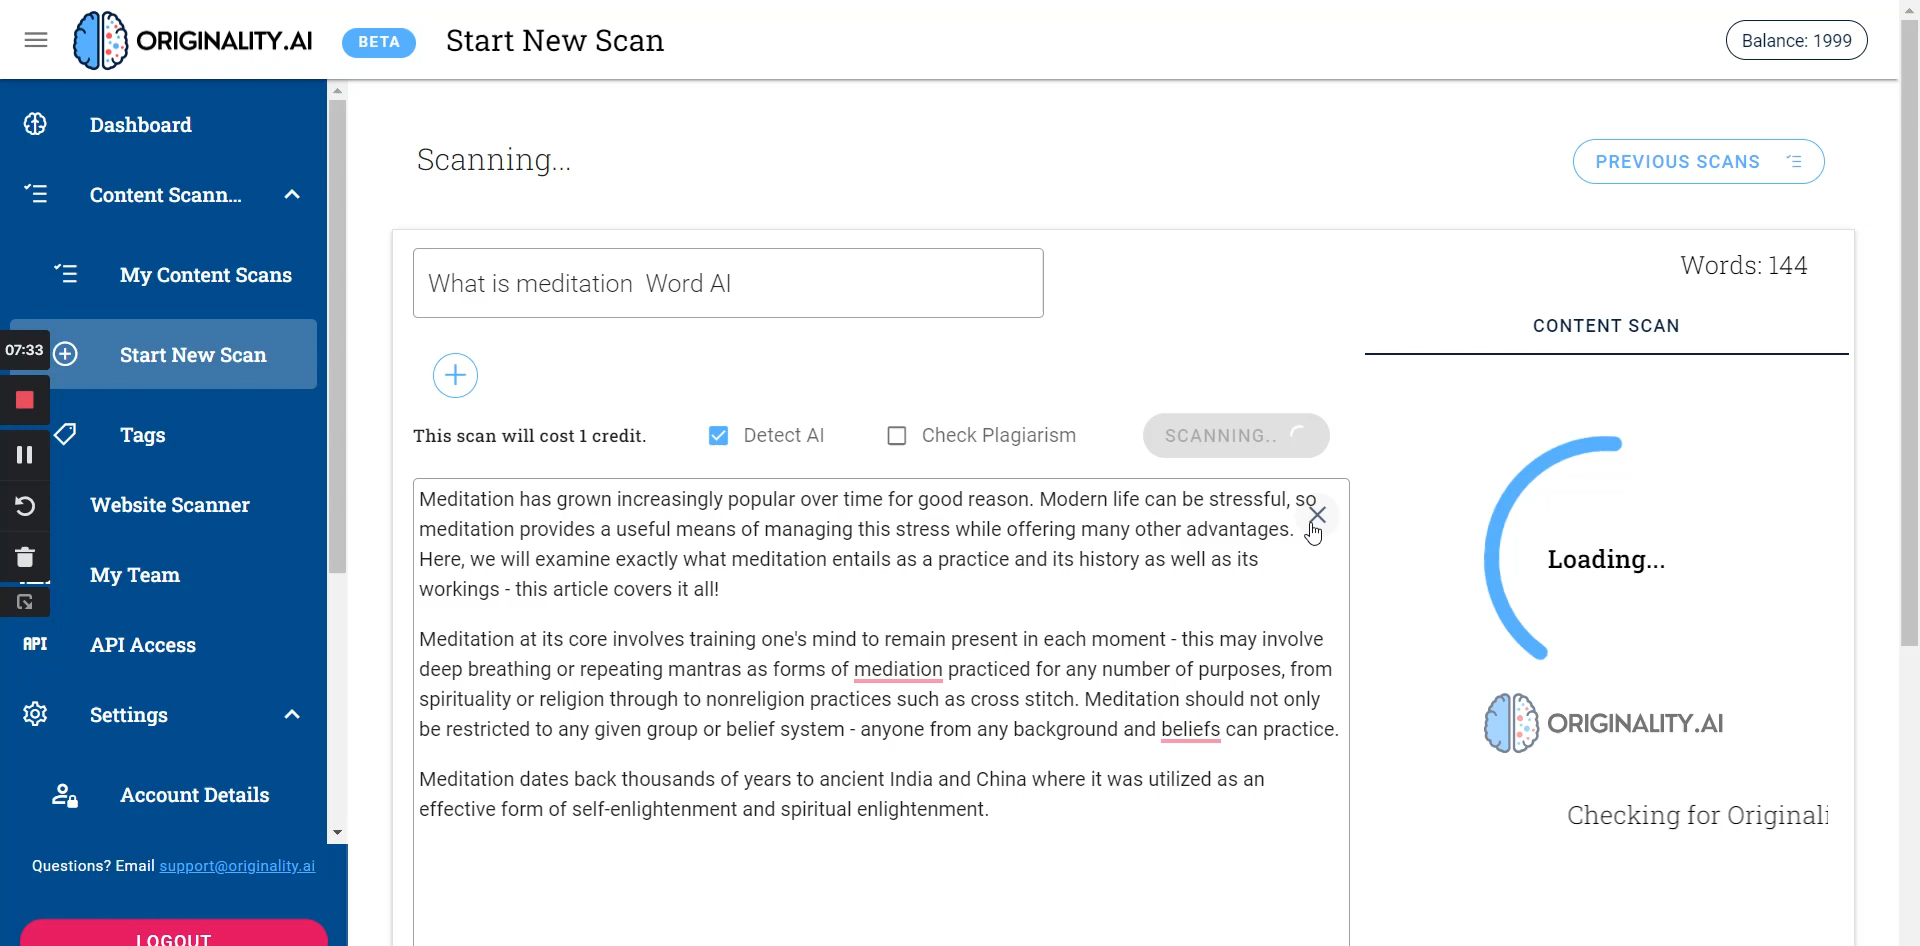 ORIGINALITY.AI
BETA
Start New Scan
Balance: 1999
Dashboard
Content Scann...
My Content Scans
07:33
Start New Scan
Tags
Website Scanner
My Team
API
API Access
Settings
Account Details
Questions? Email support@originality.ai
LOGOUT
Scanning...
PREVIOUS SCANS
What is meditation  Word AI
Words: 144
CONTENT SCAN
This scan will cost 1 credit.
Detect AI
Check Plagiarism
SCANNING..
Meditation has grown increasingly popular over time for good reason. Modern life can be stressful, so
meditation provides a useful means of managing this stress while offering many other advantages.
Here, we will examine exactly what meditation entails as a practice and its history as well as its
workings - this article covers it all!
Meditation at its core involves training one's mind to remain present in each moment - this may involve
deep breathing or repeating mantras as forms of mediation practiced for any number of purposes, from
spirituality or religion through to nonreligion practices such as cross stitch. Meditation should not only
be restricted to any given group or belief system - anyone from any background and beliefs can practice.
Meditation dates back thousands of years to ancient India and China where it was utilized as an
effective form of self-enlightenment and spiritual enlightenment.
Loading...
ORIGINALITY.AI
Checking for Originali